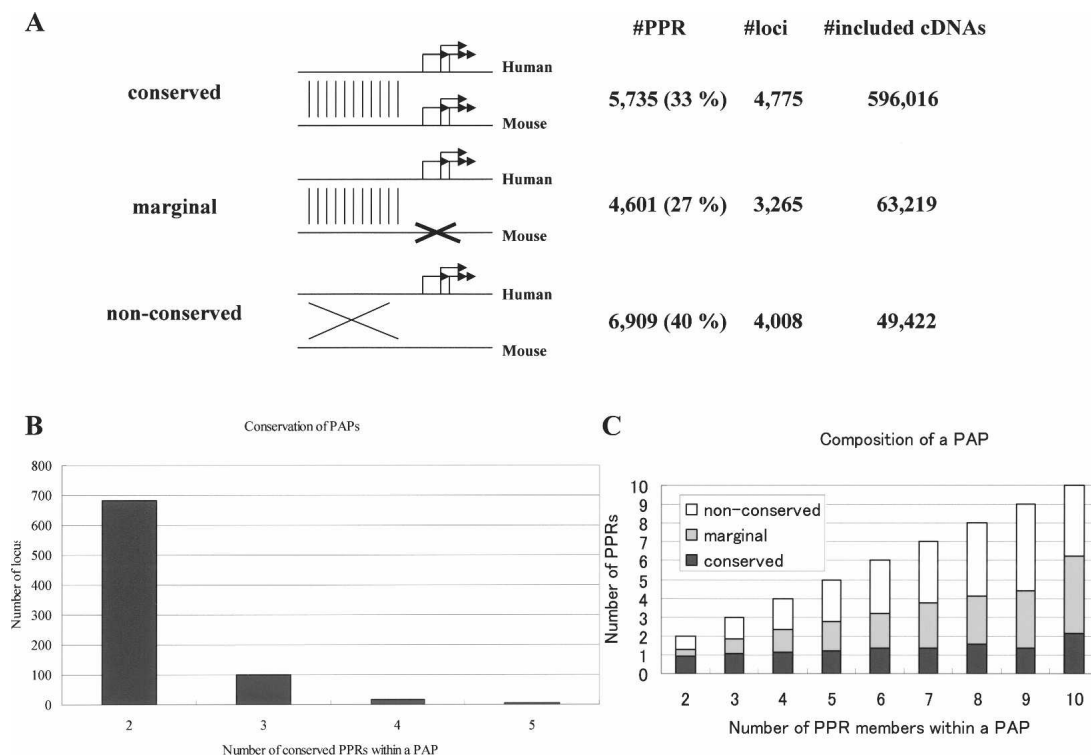 A
#PPR #loci #included cDNAs
conserved
Human
Mouse
5,735 (33 %) 4,775 596,016
marginal
Human
Mouse
4,601 (27 %) 3,265 63,219
non-conserved
Human
Mouse
6,909 (40 %) 4,008 49,422
B
Conservation of PAPs
Number of locus
800
700
600
500
400
300
200
100
0
2 3 4 5
Number of conserved PPRs within a PAP
C
Composition of a PAP
Number of PPRs
10
9
8
7
6
5
4
3
2
1
0
non-conserved
marginal
conserved
2 3 4 5 6 7 8 9 10
Number of PPR members within a PAP